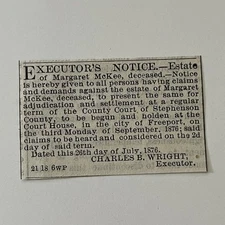 EXECUTOR'S NOTICE.—Estate
of Margaret McKee, deceased.—Notice
is hereby given to all persons having claims
and demands against the estate of Margaret
McKee, deceased, to present the same for
adjudication and settlement at a regular
term of the County Court of Stephenson
County, to be begun and holden at the
Court House, in the city of Freeport, on
the third Monday of September, 1876; said
claims to be heard and considered on the 2d
day of said term.
Dated this 26th day of July, 1876.
CHARLES B. WRIGHT,
21 18 6wp Executor.